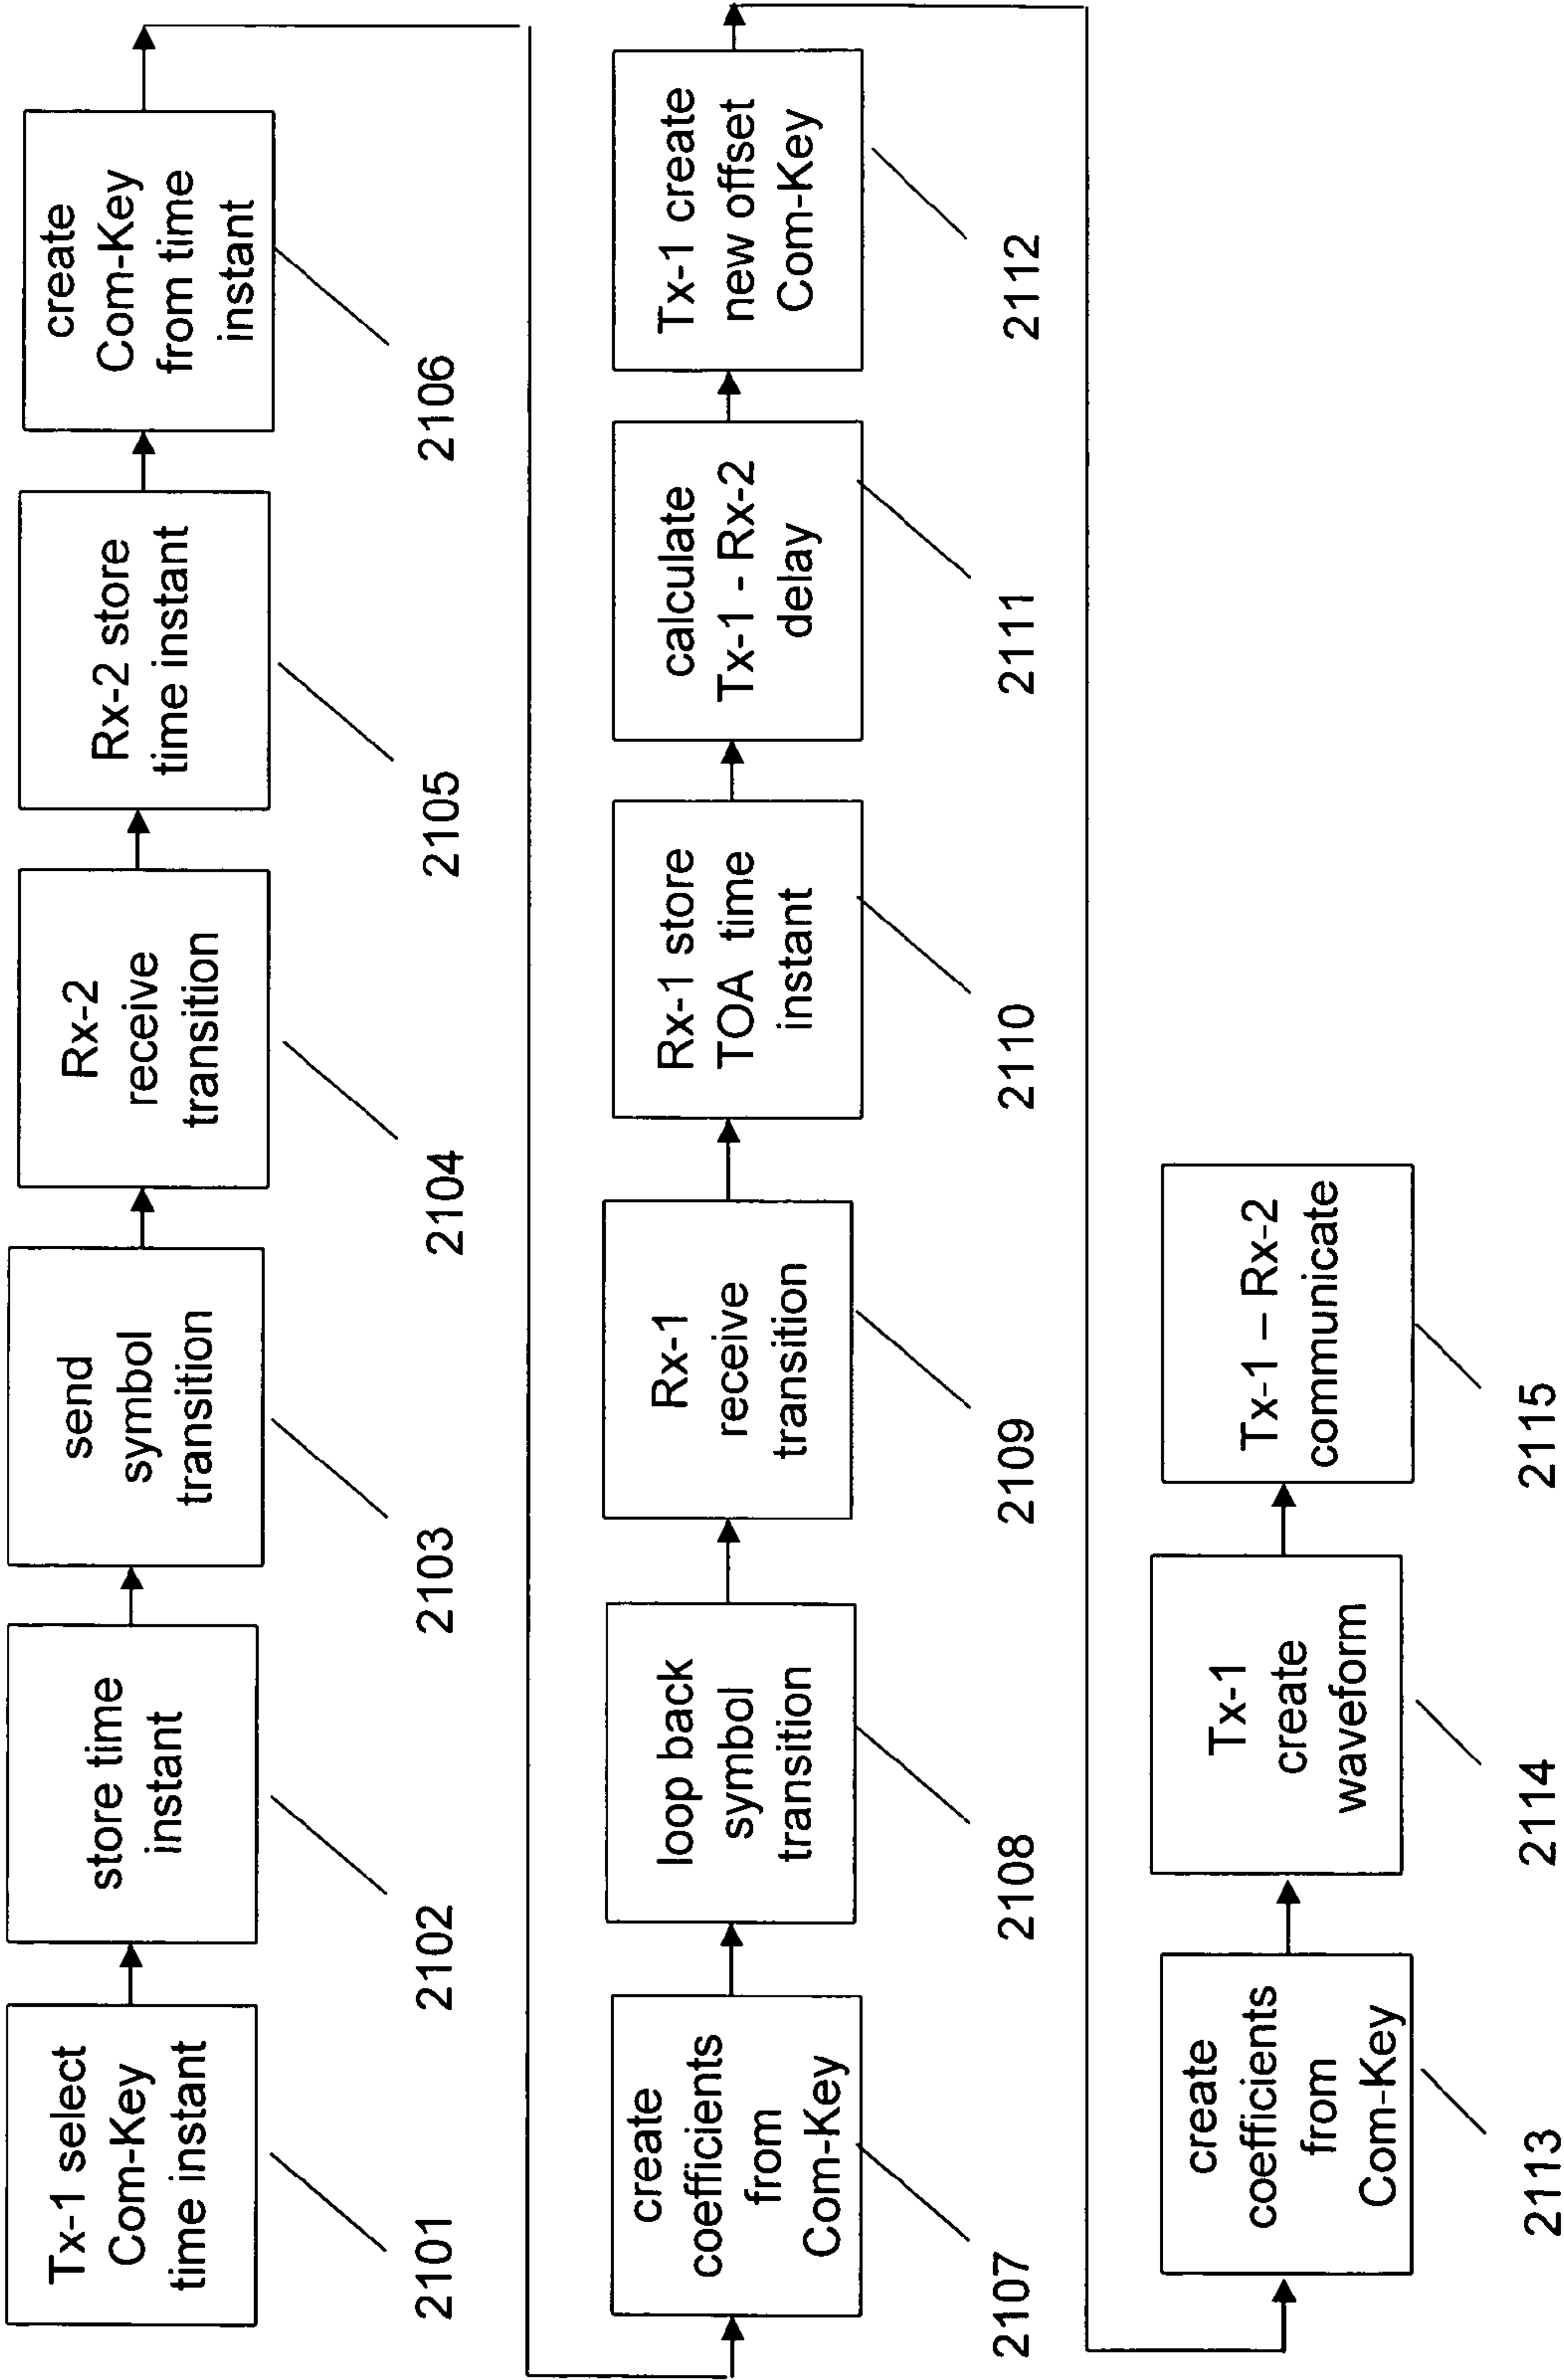 Tx-1 select
Com-Key
time instant
2101
store time
instant
2102
send
symbol
transition
2103
Rx-2
receive
transition
2104
Rx-2 store
time instant
2105
create
Com-Key
from time
instant
2106
create
coefficients
from
Com-Key
2107
loop back
symbol
transition
2108
Rx-1
receive
transition
2109
Rx-1 store
TOA time
instant
2110
calculate
Tx-1 - Rx-2
delay
2111
Tx-1 create
new offset
Com-Key
2112
create
coefficients
from
Com-Key
2113
Tx-1
create
waveform
2114
Tx-1 – Rx-2
communicate
2115